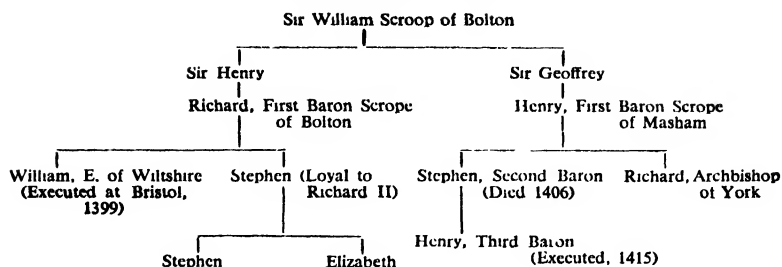 Sir William Scroop of Bolton
Sir Henry Sir Geoffrey
Richard, First Baron Scrope Henry, First Baron Scrope
of Bolton of Masham
William, E. of Wiltshire Stephen (Loyal to Stephen, Second Baron Richard, Archbishop
(Executed at Bristol, Richard II) (Died 1406) of York
1399)
Henry, Third Baron
Stephen Elizabeth (Executed, 1415)